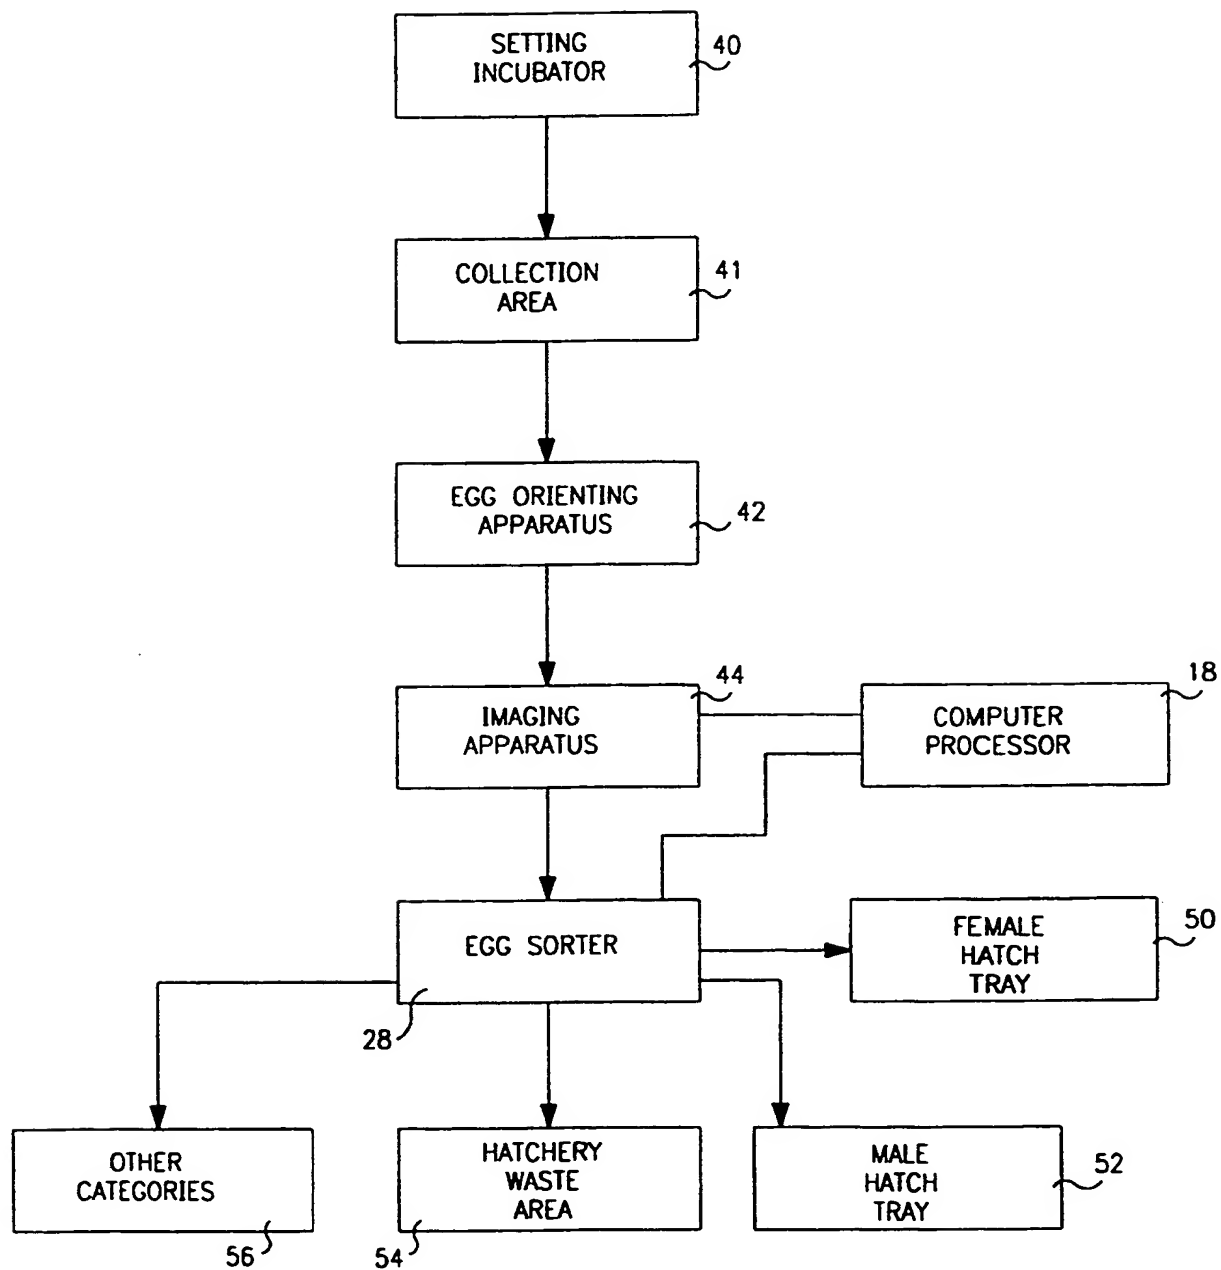 SETTING
INCUBATOR
40
COLLECTION
AREA
41
EGG ORIENTING
APPARATUS
42
IMAGING
APPARATUS
44
COMPUTER
PROCESSOR
18
EGG SORTER
28
FEMALE
HATCH
TRAY
50
OTHER
CATEGORIES
56
HATCHERY
WASTE
AREA
54
MALE
HATCH
TRAY
52